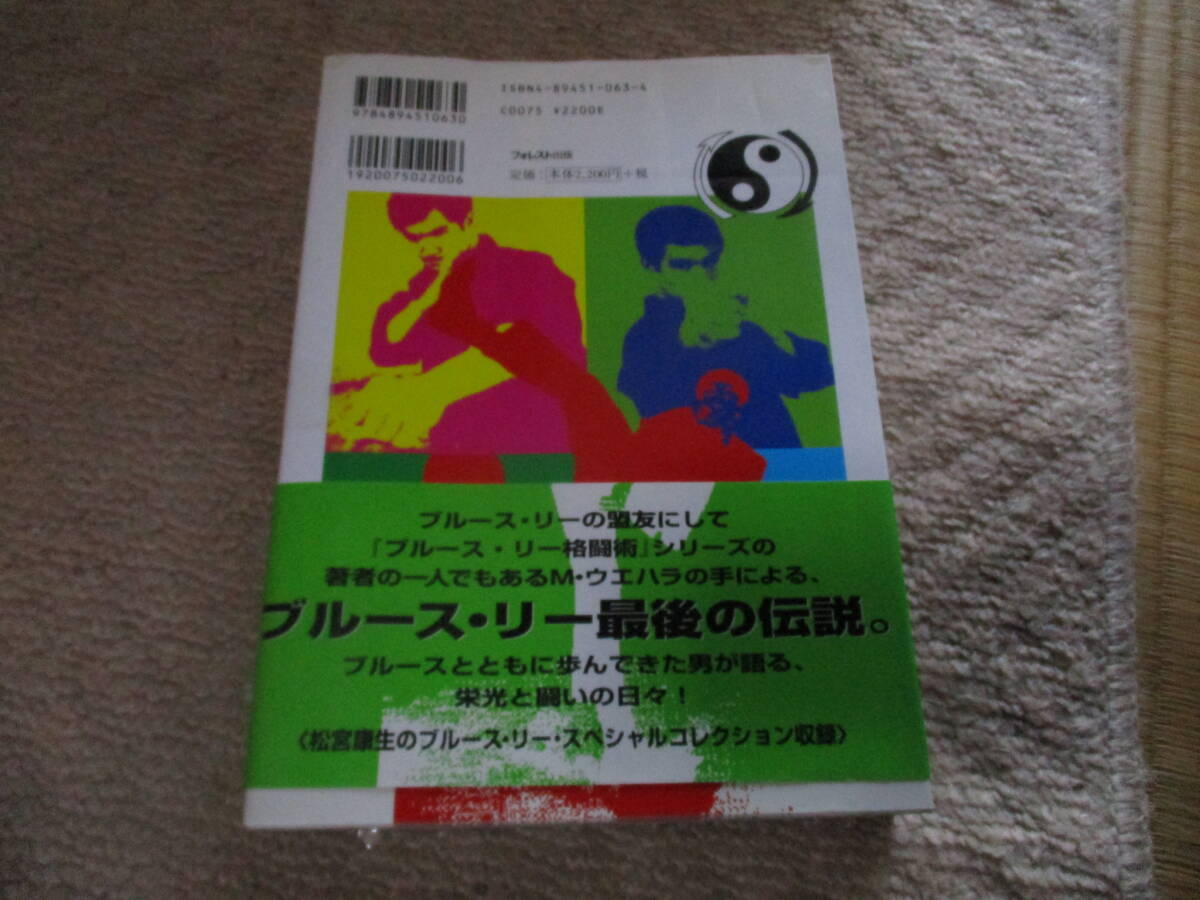 ISBN4-89451-063-4
9784894510630
C0075 ¥2200E
フォレスト出版
1920075022006
定価：本体2,200円+税
ブルース・リーの盟友にして
『ブルース・リー格闘術』シリーズの
著者の一人でもあるM・ウエハラの手による、
ブルース・リー最後の伝説。
ブルースとともに歩んできた男が語る、
栄光と闘いの日々！
〈松宮康生のブルース・リー・スペシャルコレクション収録〉